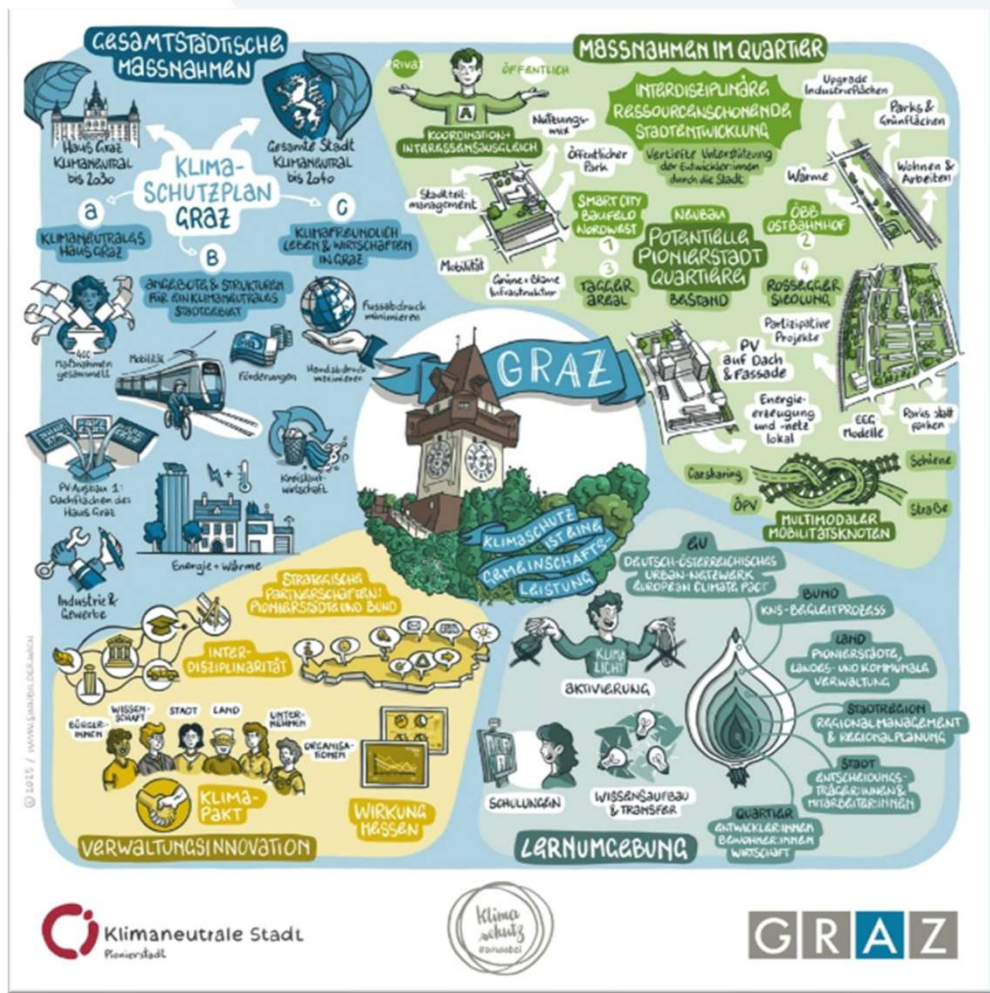 GESAMTSTÄDTISCHE
MASSNAHMEN
Haus Graz
KLIMANEUTRAL
bis 2030
Gesamte Stadt
KLIMANEUTRAL
bis 2040
KLIMA-
SCHUTZPLAN
GRAZ
a
KLIMANEUTRALES
HAUS GRAZ
B
ANGEBOTE & STRUKTUREN
FÜR EIN KLIMANEUTRALES
STADTGEBIET
C
KLIMAFREUNDLICH
LEBEN & WIRTSCHAFTEN
IN GRAZ
Maßnahmen
gesammelt
Mobilität
Förderungen
Fussabdruck
minimieren
Handabdruck
maximieren
PV Ausbau 1:
Dachflächen des
Haus Graz
Kreislauf-
wirtschaft
Energie + Wärme
Industrie &
Gewerbe
MASSNAHMEN IM QUARTIER
PRIVAT
ÖFFENTLICH
A
KOORDINATION +
INTERESSENSAUSGLEICH
INTERDISZIPLINÄRE
RESSOURCENSCHONENDE
STADTENTWICKLUNG
Vertiefte Unterstützung
der Entwickler:innen
durch die Stadt
Nutzungs-
mix
Öffentlicher
Park
Stadtteil-
management
Mobilität
Grüne + Blaue
Infrastruktur
SMART CITY
BAUFELD
NORDWEST
1
NEUBAU
POTENTIELLE
PIONIERSTADT
QUARTIERE
BESTAND
ÖBB
OSTBAHNHOF
2
Upgrade
Industrieflächen
Parks &
Grünflächen
Wärme
Wohnen &
Arbeiten
3
TAGGER
AREAL
4
ROSEGGER
SIEDLUNG
PV
auf Dach
& Fassade
Energie-
erzeugung
und -netz
lokal
Partizipative
Projekte
EEG
Modelle
Parks statt
parken
Carsharing
Schiene
ÖPV
Straße
MULTIMODALER
MOBILITÄTSKNOTEN
GRAZ
KLIMASCHUTZ
IST EINE
GEMEINSCHAFTS-
LEISTUNG
STRATEGISCHE
PARTNERSCHAFTEN:
PIONIERSTÄDTE UND BUND
INTER-
DISZIPLINARITÄT
BÜRGER-
INNEN
WISSEN-
SCHAFT
STADT
LAND
UNTER-
NEHMEN
ORGANISA-
TIONEN
KLIMA-
PAKT
WIRKUNG
MESSEN
VERWALTUNGSINNOVATION
EU
DEUTSCH-ÖSTERREICHISCHES
URBAN-NETZWERK
EUROPEAN CLIMATE PACT
BUND
KNS-BEGLEITPROZESS
LAND
PIONIERSTÄDTE,
LANDES- UND KOMMUNALE
VERWALTUNG
STADTREGION
REGIONALMANAGEMENT
& REGIONALPLANUNG
STADT
ENTSCHEIDUNGS-
TRÄGER:INNEN &
MITARBEITER:INNEN
QUARTIER
ENTWICKLER:INNEN
BEWOHNER:INNEN
WIRTSCHAFT
KLIMA
LICHT
AKTIVIERUNG
SCHULUNGEN
WISSENSAUFBAU
& TRANSFER
LERNUMGEBUNG
Klimaneutrale Stadt
Pionierstadt
Klima
schutz
GRAZ